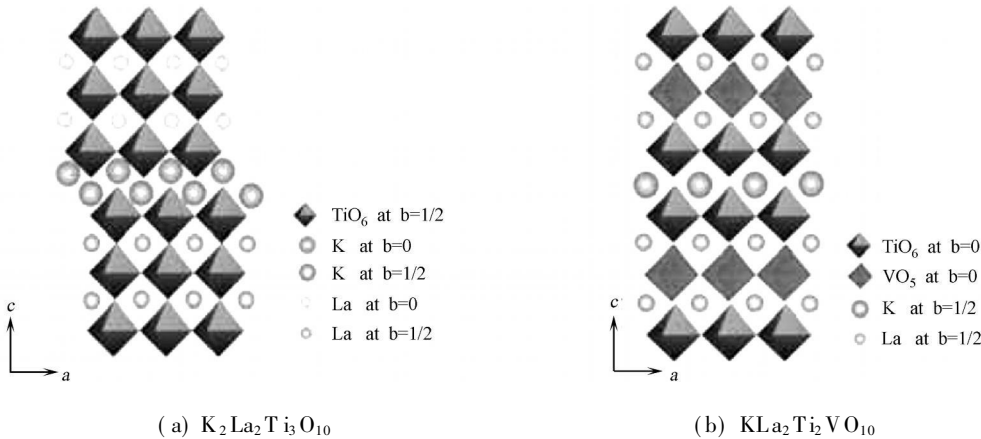 TiO₆ at b=1/2
K at b=0
K at b=1/2
La at b=0
La at b=1/2
c
a
(a) K₂La₂Ti₃O₁₀
TiO₆ at b=0
VO₅ at b=0
K at b=1/2
La at b=1/2
c
a
(b) KLa₂Ti₂VO₁₀